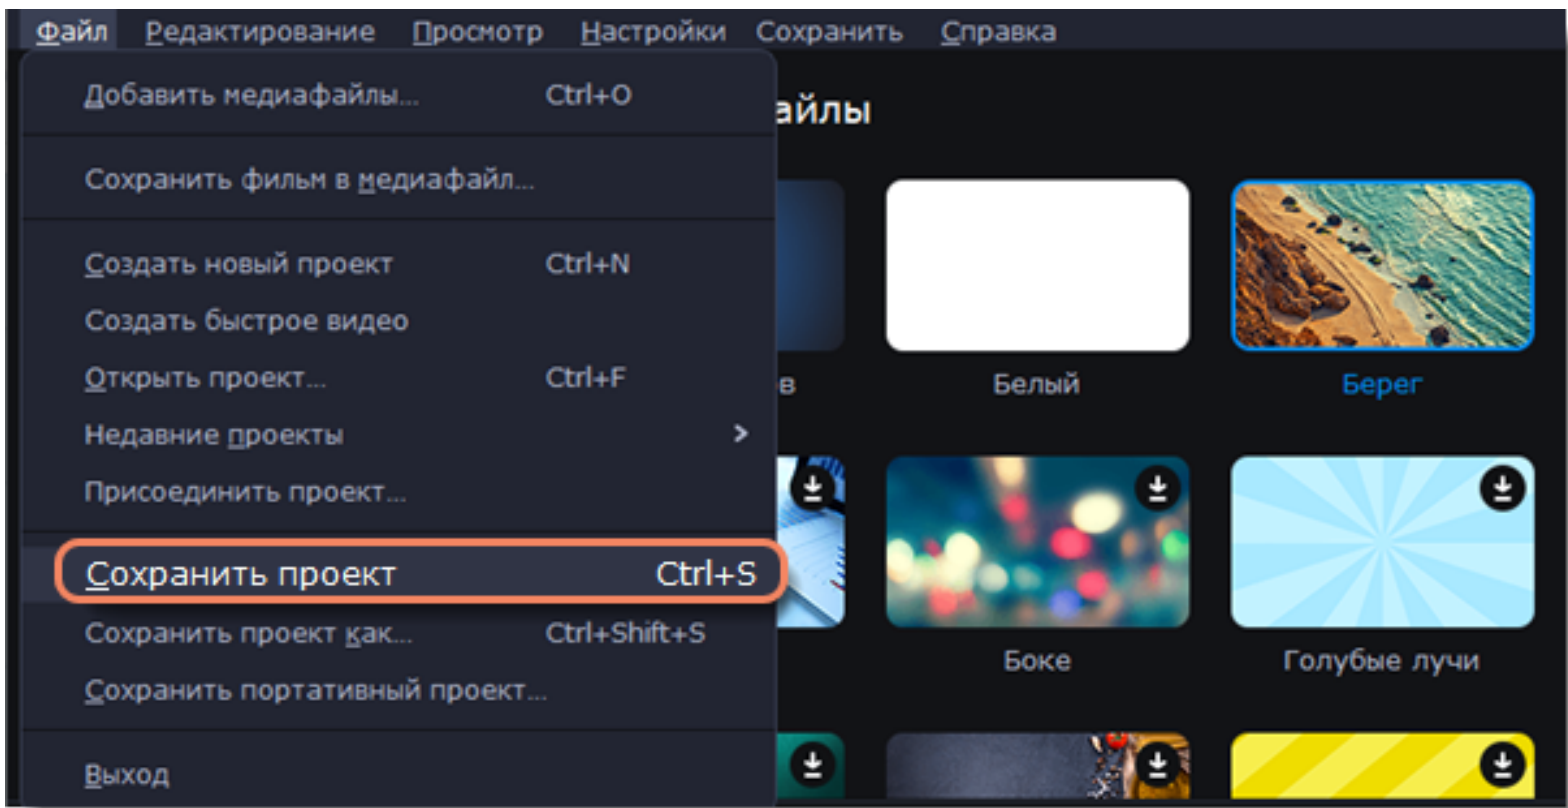 Файл Редактирование Просмотр Настройки Сохранить Справка
Добавить медиафайлы... Ctrl+O
айлы
Сохранить фильм в медиафайл...
Создать новый проект Ctrl+N
Создать быстрое видео
Открыть проект... Ctrl+F
в Белый Берег
Недавние проекты
Присоединить проект...
Сохранить проект Ctrl+S
Сохранить проект как... Ctrl+Shift+S
Боке Голубые лучи
Сохранить портативный проект...
Выход